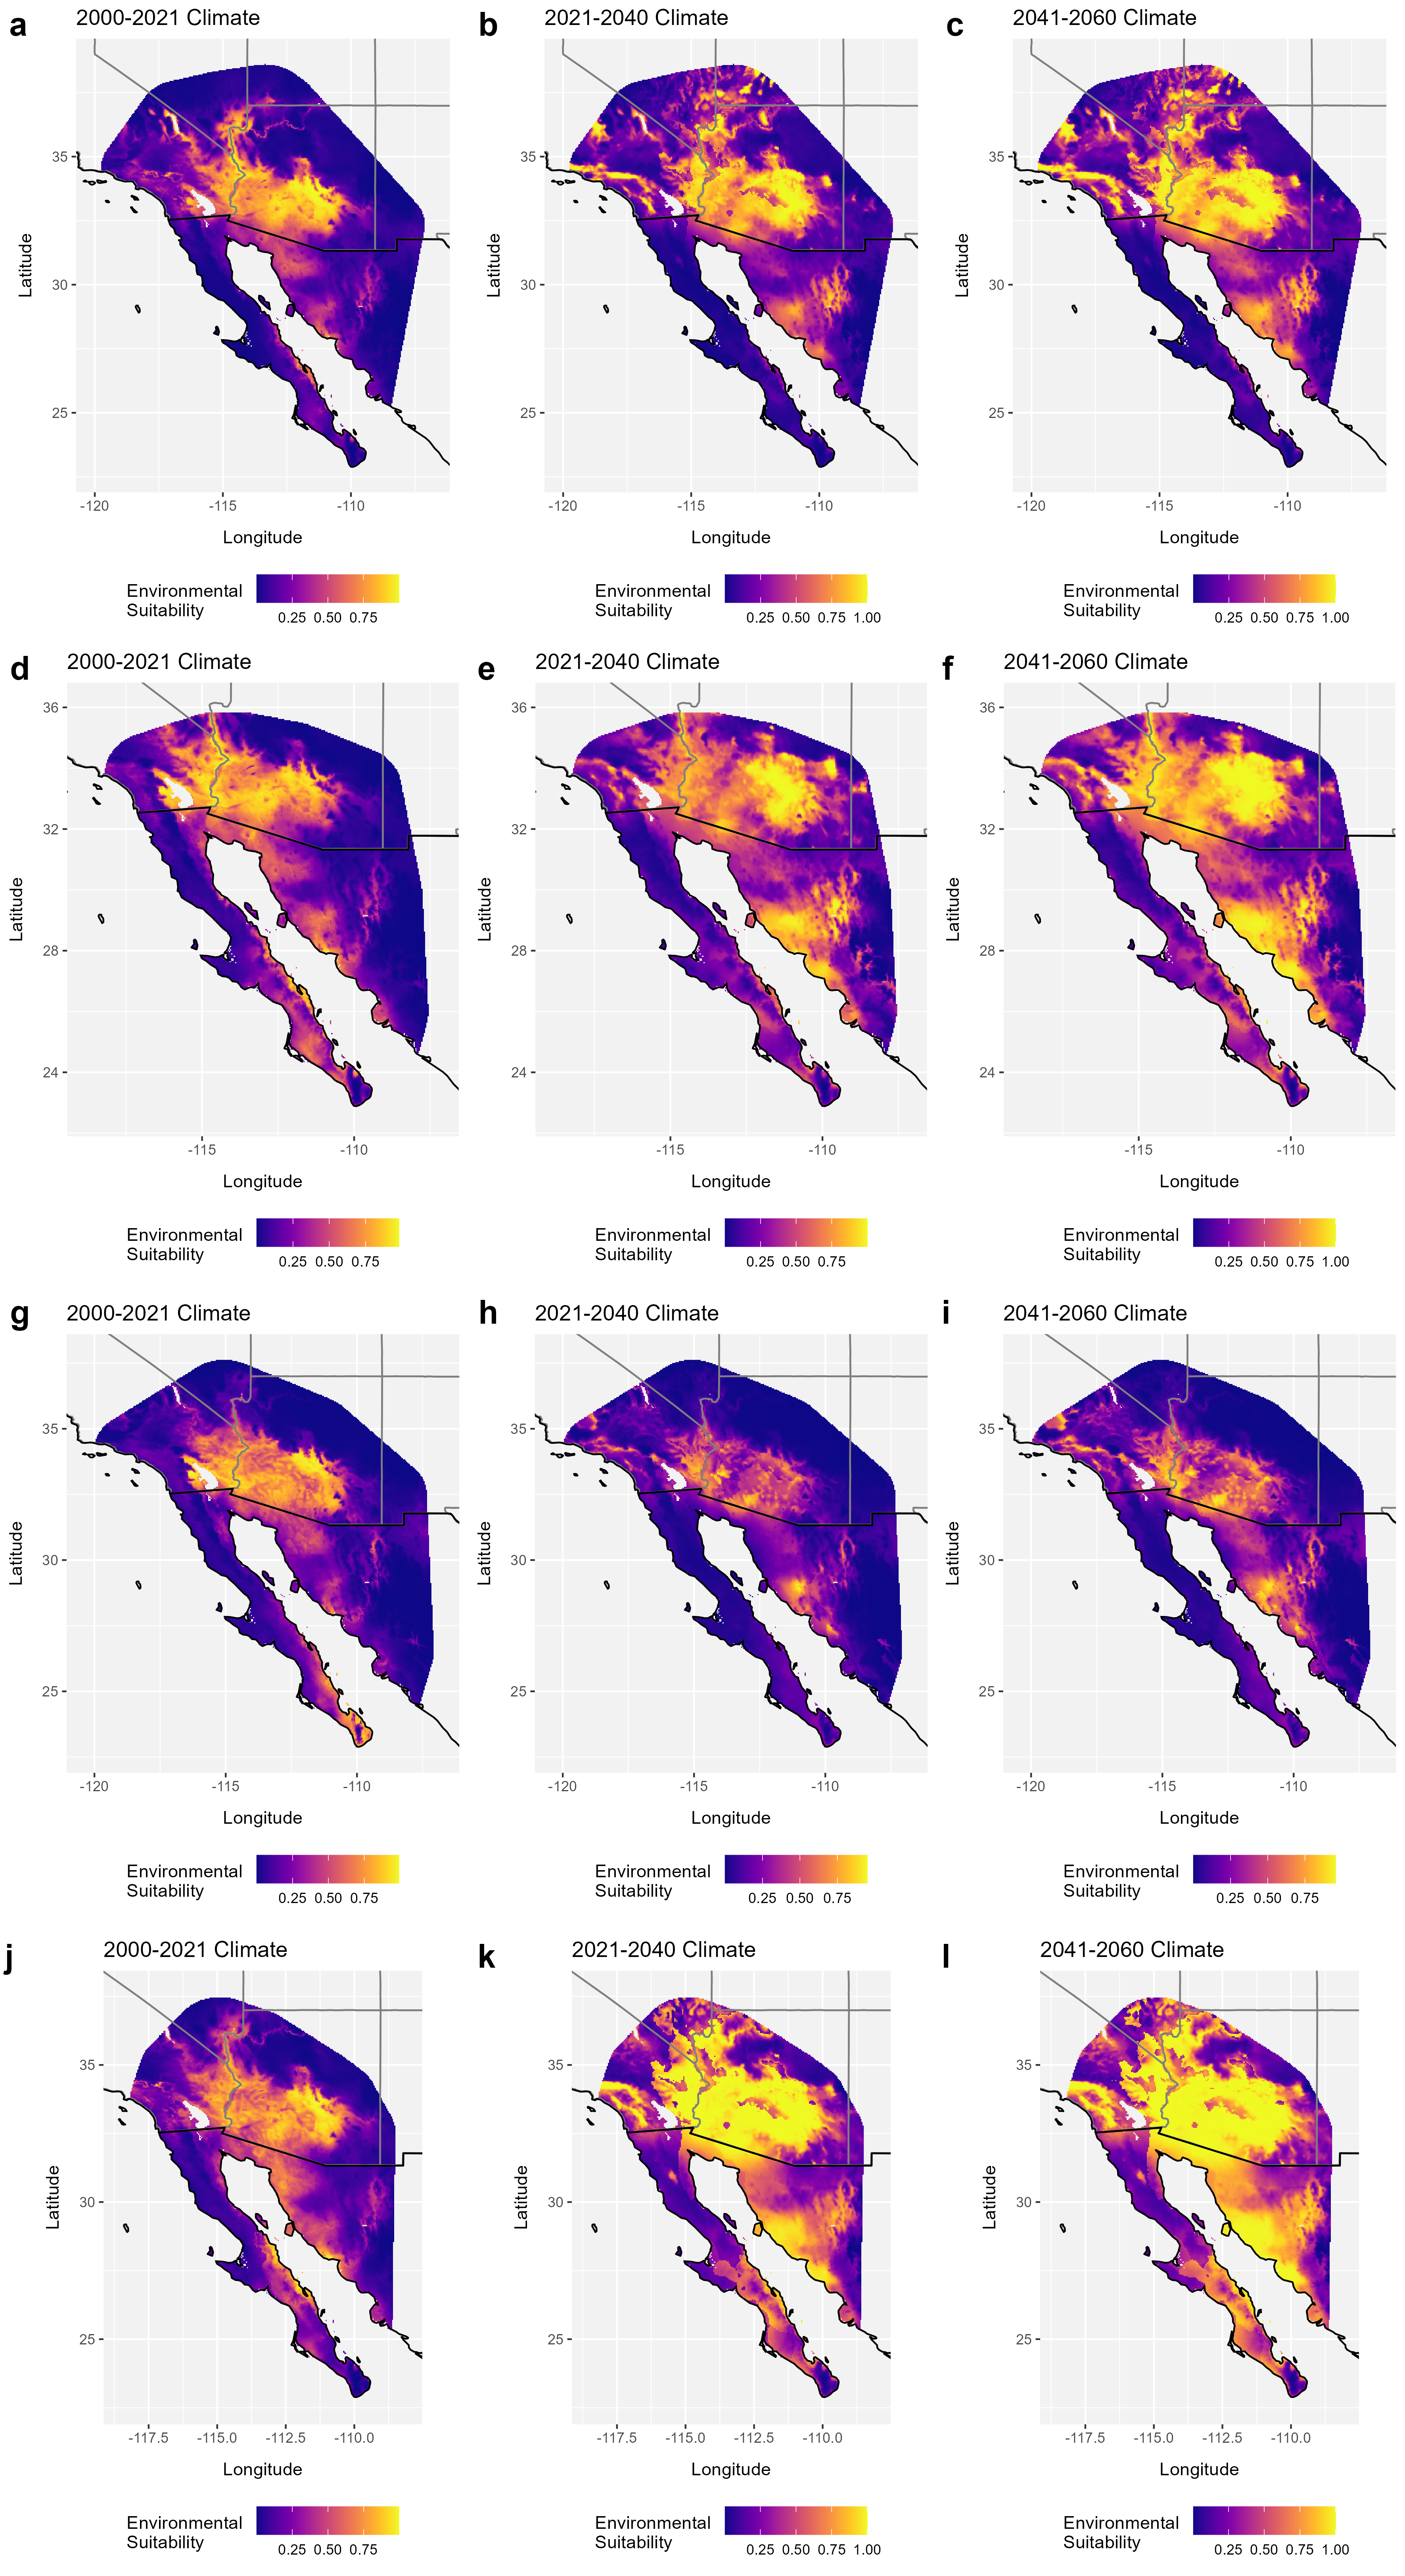 a
2000-2021 Climate
35
30
25
Latitude
-120
-115
-110
Longitude
Environmental
Suitability
0.25 0.50 0.75
b
2021-2040 Climate
35
30
25
Latitude
-120
-115
-110
Longitude
Environmental
Suitability
0.25 0.50 0.75 1.00
c
2041-2060 Climate
35
30
25
Latitude
-120
-115
-110
Longitude
Environmental
Suitability
0.25 0.50 0.75 1.00
d
2000-2021 Climate
36
32
28
24
Latitude
-115
-110
Longitude
Environmental
Suitability
0.25 0.50 0.75
e
2021-2040 Climate
36
32
28
24
Latitude
-115
-110
Longitude
Environmental
Suitability
0.25 0.50 0.75
f
2041-2060 Climate
36
32
28
24
Latitude
-115
-110
Longitude
Environmental
Suitability
0.25 0.50 0.75 1.00
g
2000-2021 Climate
35
30
25
Latitude
-120
-115
-110
Longitude
Environmental
Suitability
0.25 0.50 0.75
h
2021-2040 Climate
35
30
25
Latitude
-120
-115
-110
Longitude
Environmental
Suitability
0.25 0.50 0.75
i
2041-2060 Climate
35
30
25
Latitude
-120
-115
-110
Longitude
Environmental
Suitability
0.25 0.50 0.75
j
2000-2021 Climate
35
30
25
Latitude
-117.5
-115.0
-112.5
-110.0
Longitude
Environmental
Suitability
0.25 0.50 0.75
k
2021-2040 Climate
35
30
25
Latitude
-117.5
-115.0
-112.5
-110.0
Longitude
Environmental
Suitability
0.25 0.50 0.75 1.00
l
2041-2060 Climate
35
30
25
Latitude
-117.5
-115.0
-112.5
-110.0
Longitude
Environmental
Suitability
0.25 0.50 0.75 1.00